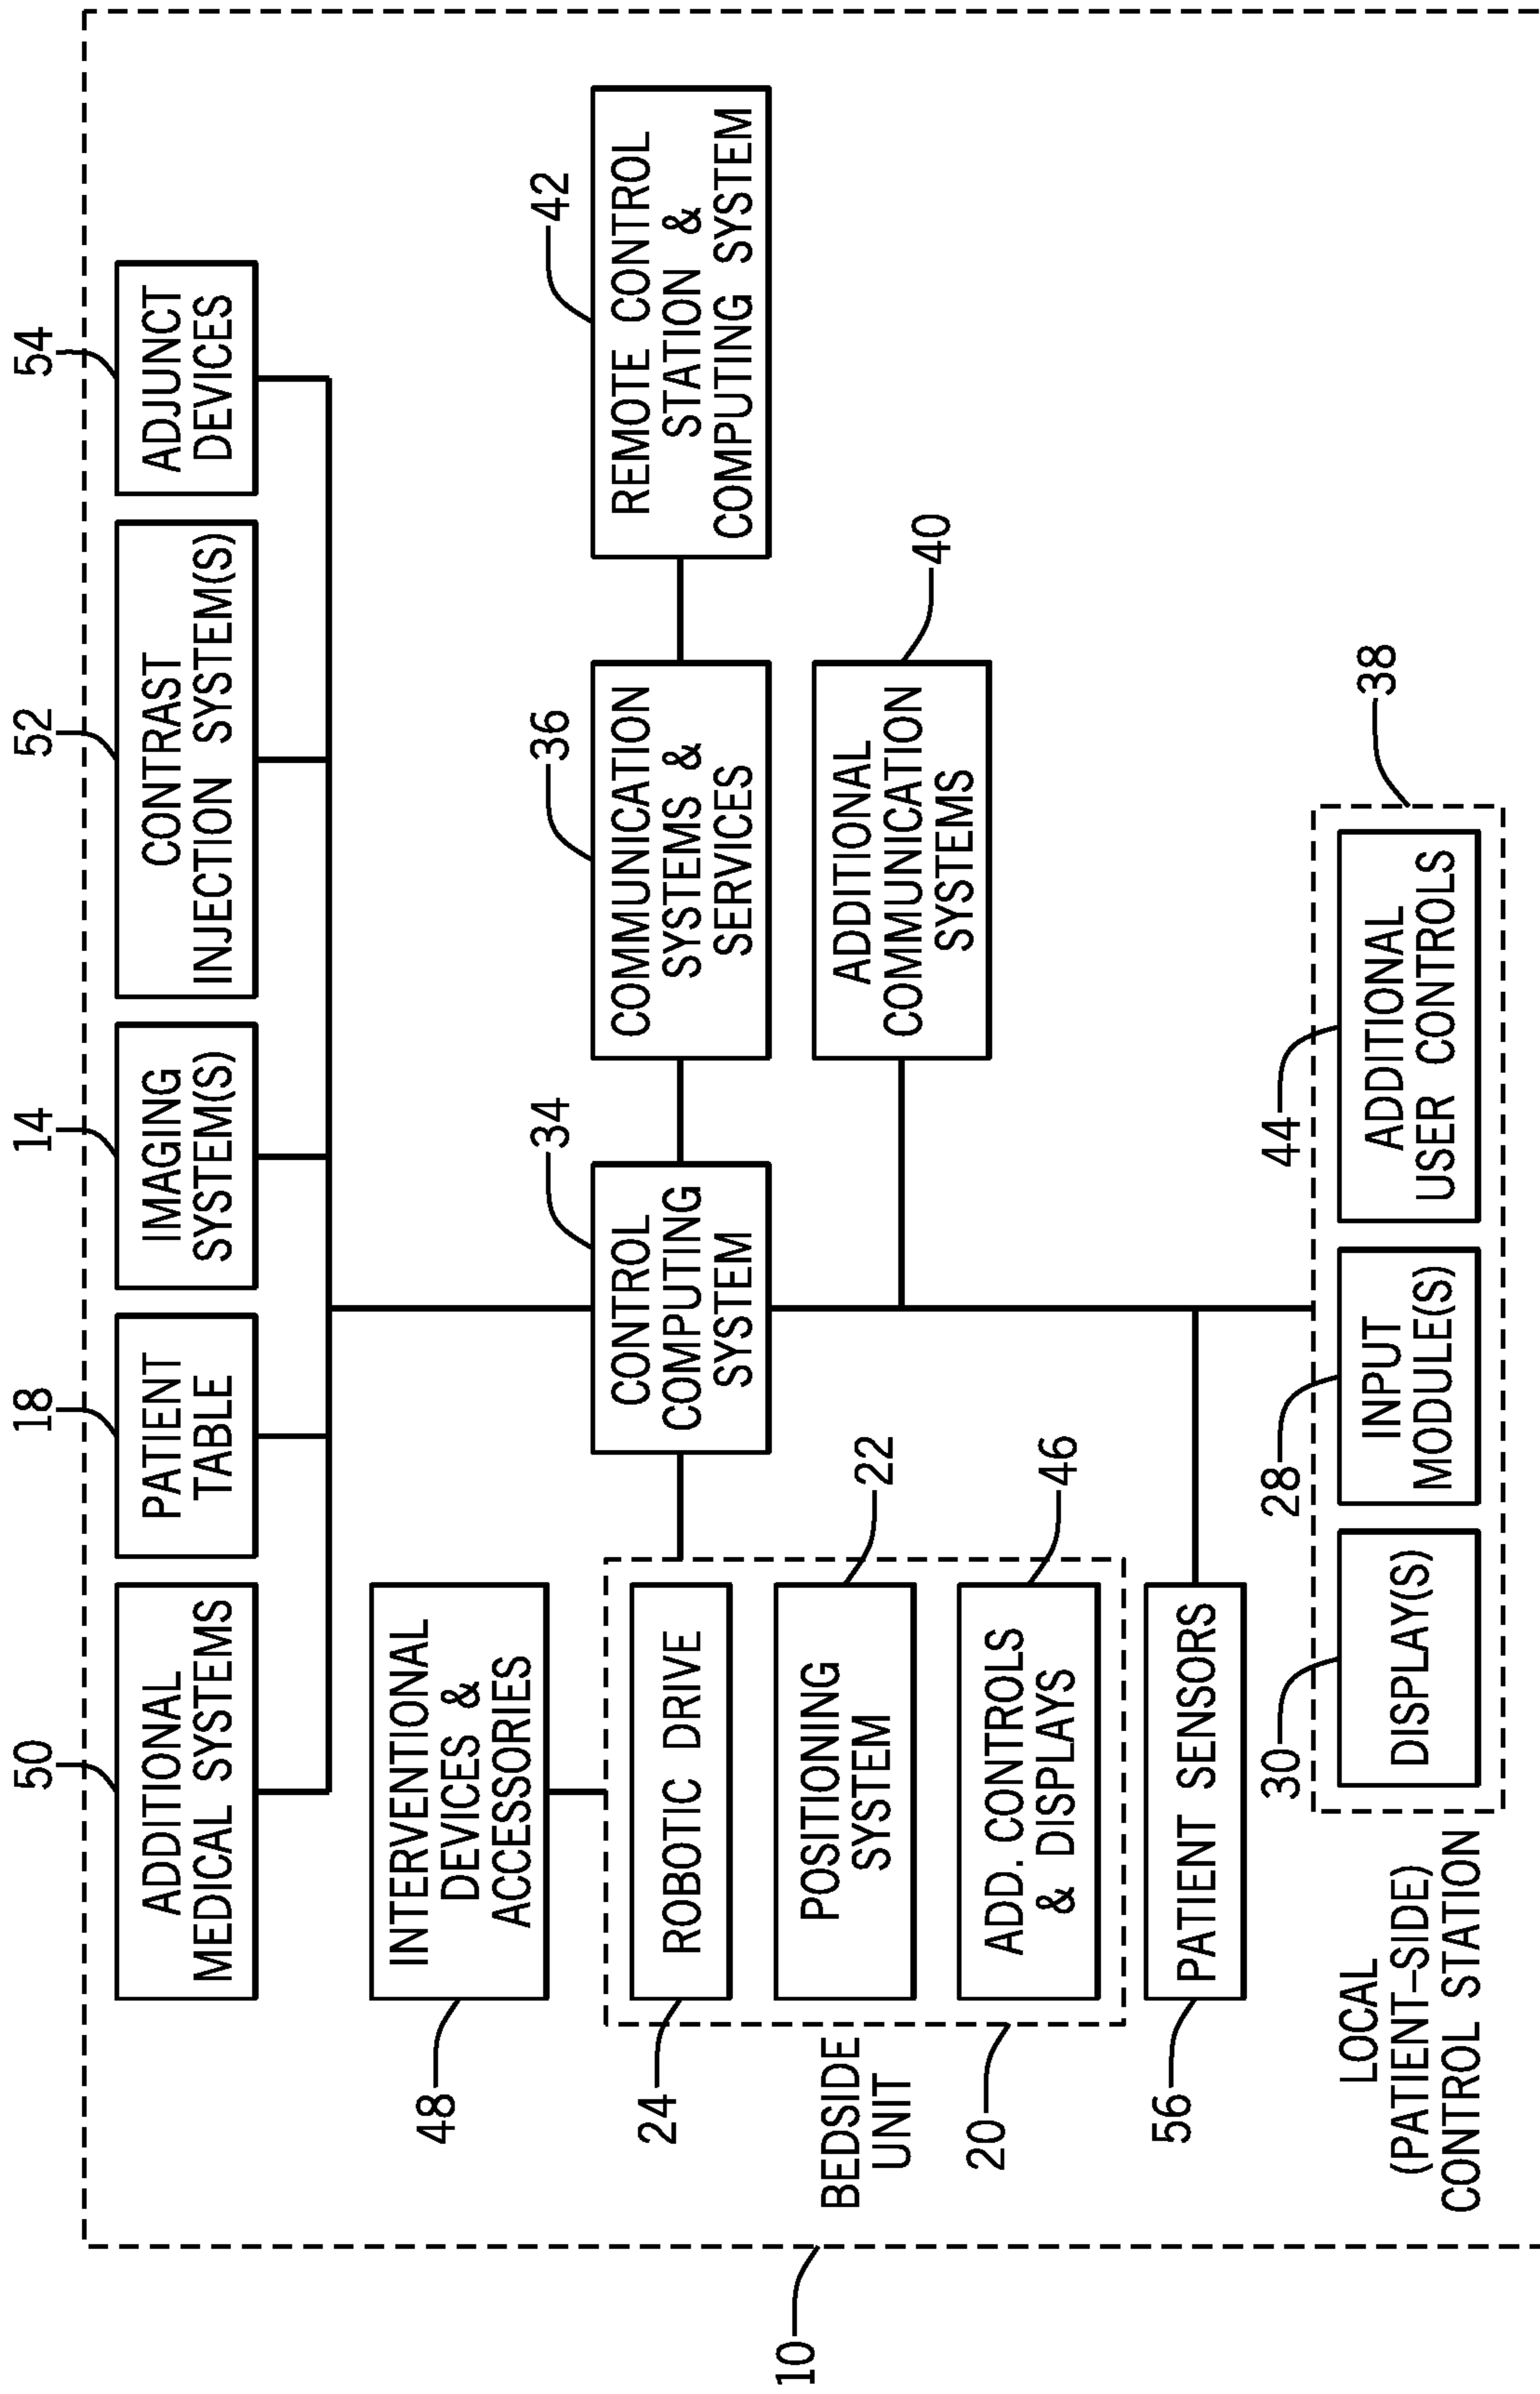 50
18
14
52
54
ADDITIONAL
MEDICAL SYSTEMS
PATIENT
TABLE
IMAGING
SYSTEM(S)
CONTRAST
INJECTION SYSTEM(S)
ADJUNCT
DEVICES
48
INTERVENTIONAL
DEVICES &
ACCESSORIES
34
36
42
24
ROBOTIC DRIVE
CONTROL
COMPUTING
SYSTEM
COMMUNICATION
SYSTEMS &
SERVICES
REMOTE CONTROL
STATION &
COMPUTING SYSTEM
10
BEDSIDE
UNIT
POSITIONING
SYSTEM
22
ADDITIONAL
COMMUNICATION
SYSTEMS
40
20
ADD. CONTROLS
& DISPLAYS
46
56
PATIENT SENSORS
30
28
44
38
LOCAL
(PATIENT–SIDE)
CONTROL STATION
DISPLAY(S)
INPUT
MODULE(S)
ADDITIONAL
USER CONTROLS